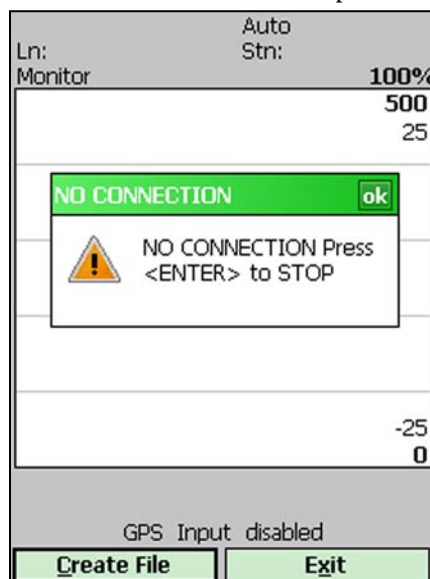 Auto
Ln: Stn:
Monitor 100%
500
25
NO CONNECTION ok
NO CONNECTION Press
<ENTER> to STOP
-25
0
GPS Input disabled
Create File Exit